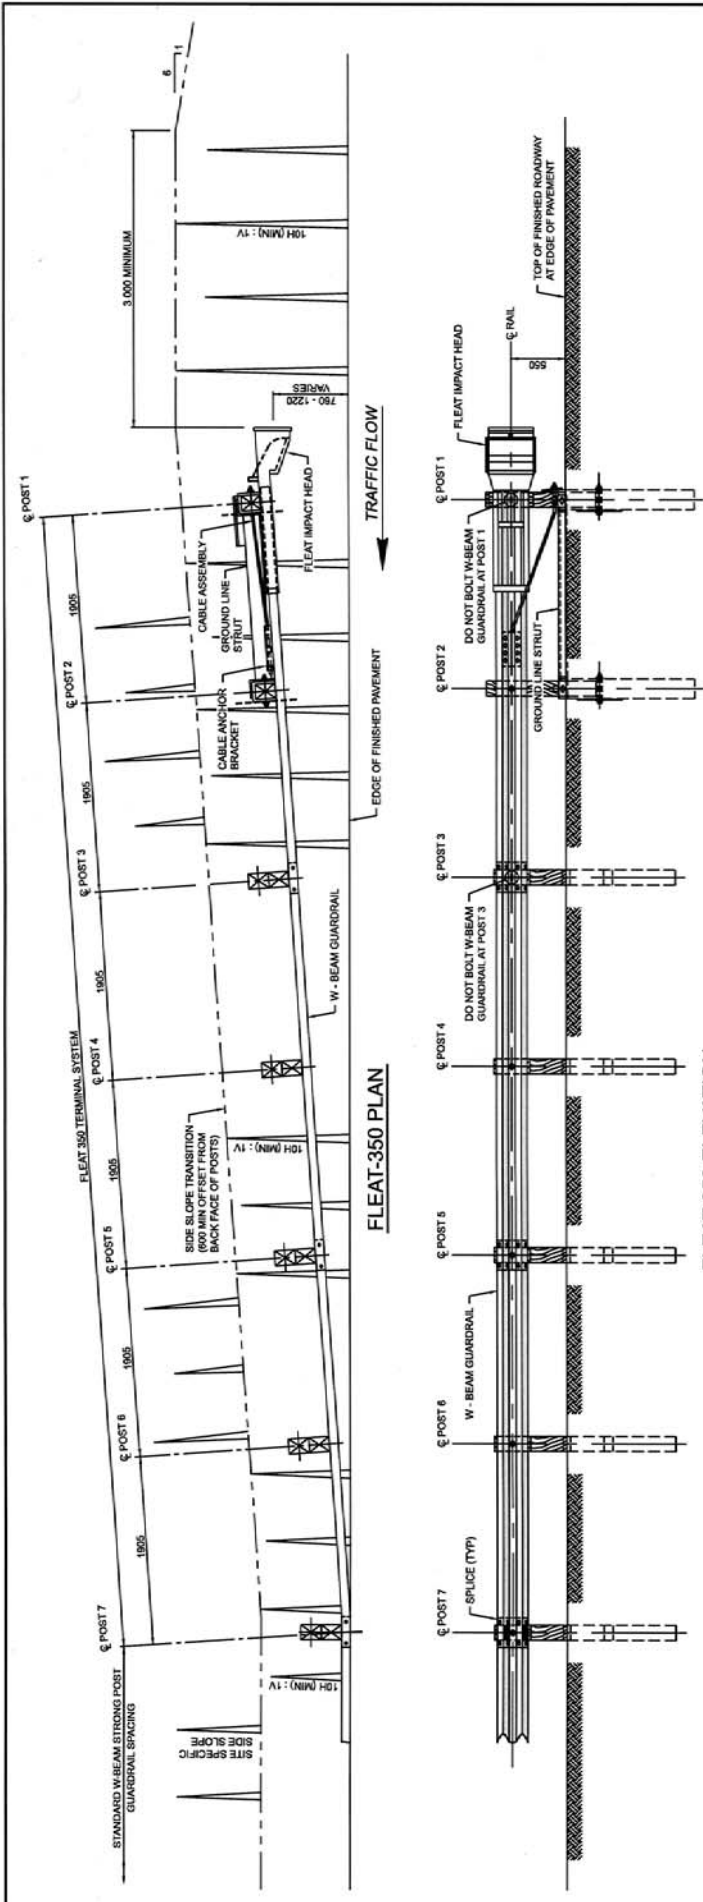 STANDARD W-BEAM STRONG POST
GUARDRAIL SPACING
FLEAT 350 TERMINAL SYSTEM
℄ POST 7
℄ POST 6
℄ POST 5
℄ POST 4
℄ POST 3
℄ POST 2
℄ POST 1
1905
1905
1905
1905
1905
1905
3 000 MINIMUM
6
1
SITE SPECIFIC
SIDE SLOPE
10H (MIN) : 1V
SIDE SLOPE TRANSITION
(600 MIN OFFSET FROM
BACK FACE OF POSTS)
10H (MIN) : 1V
W - BEAM GUARDRAIL
CABLE ANCHOR
BRACKET
CABLE ASSEMBLY
GROUND LINE
STRUT
FLEAT IMPACT HEAD
760 - 1220
VARIES
10H (MIN) : 1V
EDGE OF FINISHED PAVEMENT
TRAFFIC FLOW
FLEAT-350 PLAN
℄ POST 7
℄ POST 6
℄ POST 5
℄ POST 4
℄ POST 3
℄ POST 2
℄ POST 1
SPLICE (TYP)
W - BEAM GUARDRAIL
DO NOT BOLT W-BEAM
GUARDRAIL AT POST 3
DO NOT BOLT W-BEAM
GUARDRAIL AT POST 1
GROUND LINE STRUT
FLEAT IMPACT HEAD
℄ RAIL
550
TOP OF FINISHED ROADWAY
AT EDGE OF PAVEMENT